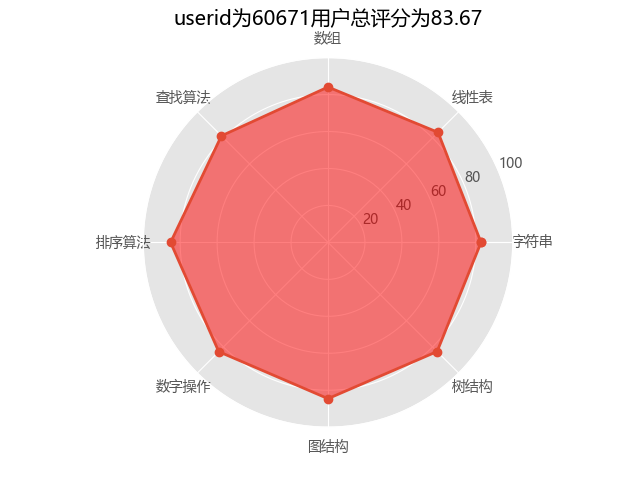 userid为60671用户总评分为83.67
数组
查找算法
线性表
100
80
60
40
20
排序算法
字符串
数字操作
树结构
图结构